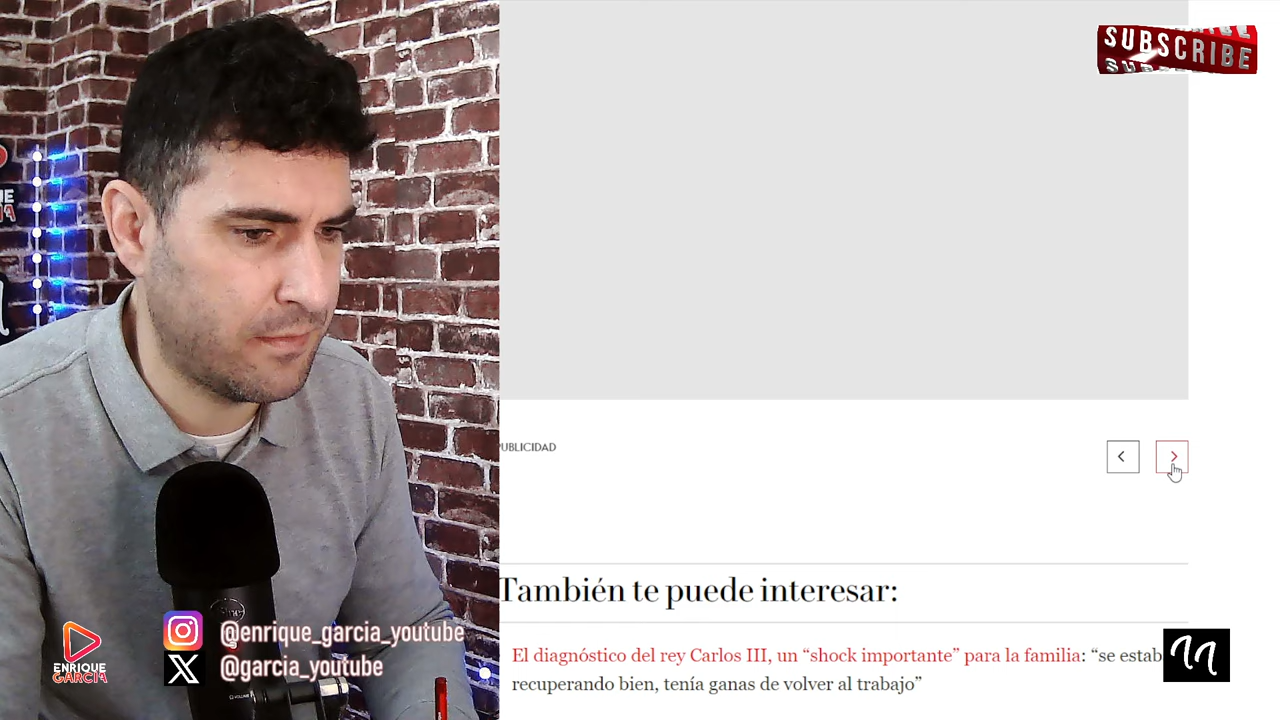 SUBSCRIBE
PUBLICIDAD
También te puede interesar:
El diagnóstico del rey Carlos III, un “shock importante” para la familia: “se estab
recuperando bien, tenía ganas de volver al trabajo”
@enrique_garcia_youtube
@garcia_youtube
ENRIQUE
GARCIA